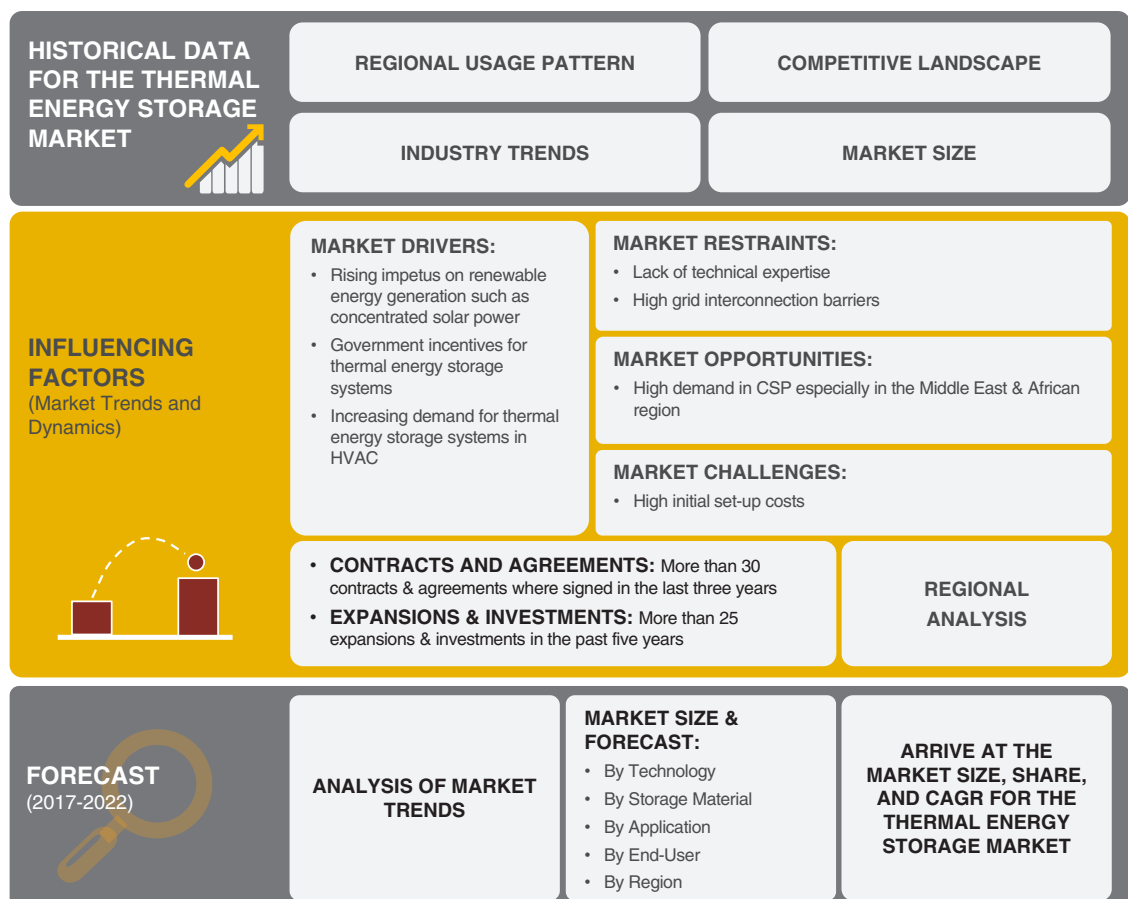 HISTORICAL DATA
FOR THE THERMAL
ENERGY STORAGE
MARKET
REGIONAL USAGE PATTERN
COMPETITIVE LANDSCAPE
INDUSTRY TRENDS
MARKET SIZE
INFLUENCING
FACTORS
(Market Trends and
Dynamics)
MARKET DRIVERS:
• Rising impetus on renewable
energy generation such as
concentrated solar power
• Government incentives for
thermal energy storage
systems
• Increasing demand for thermal
energy storage systems in
HVAC
MARKET RESTRAINTS:
• Lack of technical expertise
• High grid interconnection barriers
MARKET OPPORTUNITIES:
• High demand in CSP especially in the Middle East & African
region
MARKET CHALLENGES:
• High initial set-up costs
• CONTRACTS AND AGREEMENTS: More than 30
contracts & agreements where signed in the last three years
• EXPANSIONS & INVESTMENTS: More than 25
expansions & investments in the past five years
REGIONAL
ANALYSIS
FORECAST
(2017-2022)
ANALYSIS OF MARKET
TRENDS
MARKET SIZE &
FORECAST:
• By Technology
• By Storage Material
• By Application
• By End-User
• By Region
ARRIVE AT THE
MARKET SIZE, SHARE,
AND CAGR FOR THE
THERMAL ENERGY
STORAGE MARKET